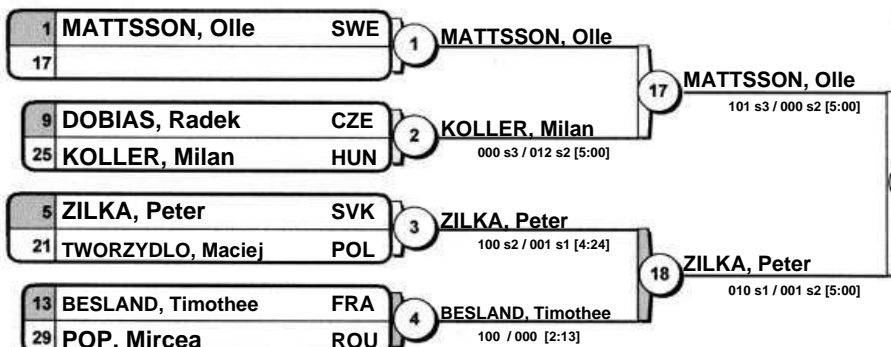 1 MATTSSON, Olle SWE
17
1 MATTSSON, Olle
9 DOBIAS, Radek CZE
25 KOLLER, Milan HUN
2 KOLLER, Milan
000 s3 / 012 s2 [5:00]
17 MATTSSON, Olle
101 s3 / 000 s2 [5:00]
5 ZILKA, Peter SVK
21 TWORZYDLO, Maciej POL
3 ZILKA, Peter
100 s2 / 001 s1 [4:24]
13 BESLAND, Timothee FRA
29 POP, Mircea ROU
4 BESLAND, Timothee
100 / 000 [2:13]
18 ZILKA, Peter
010 s1 / 001 s2 [5:00]